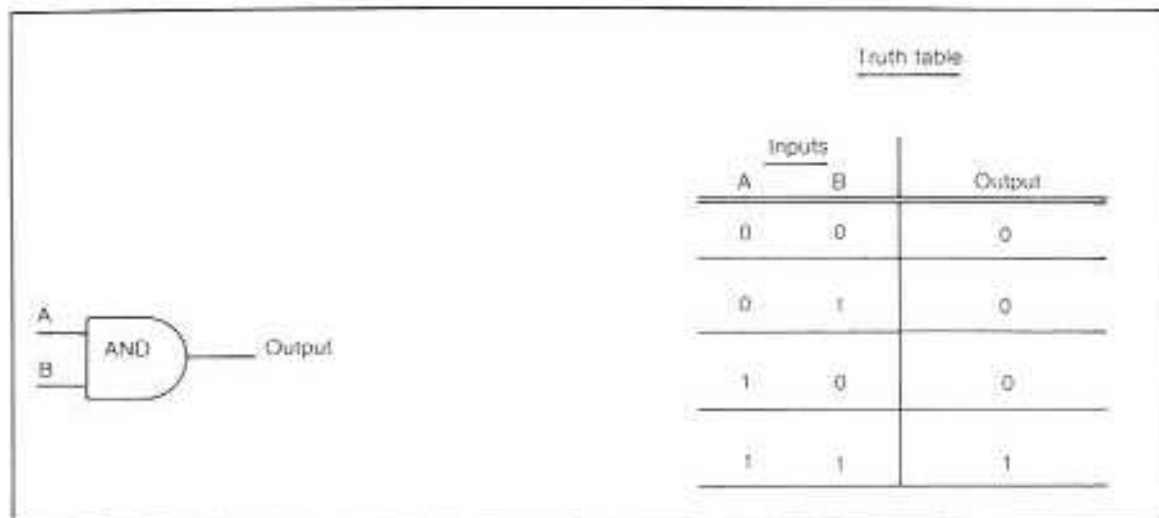 Truth table
Inputs
A B Output
0 0 0
0 1 0
A
AND Output
B
1 0 0
1 1 1